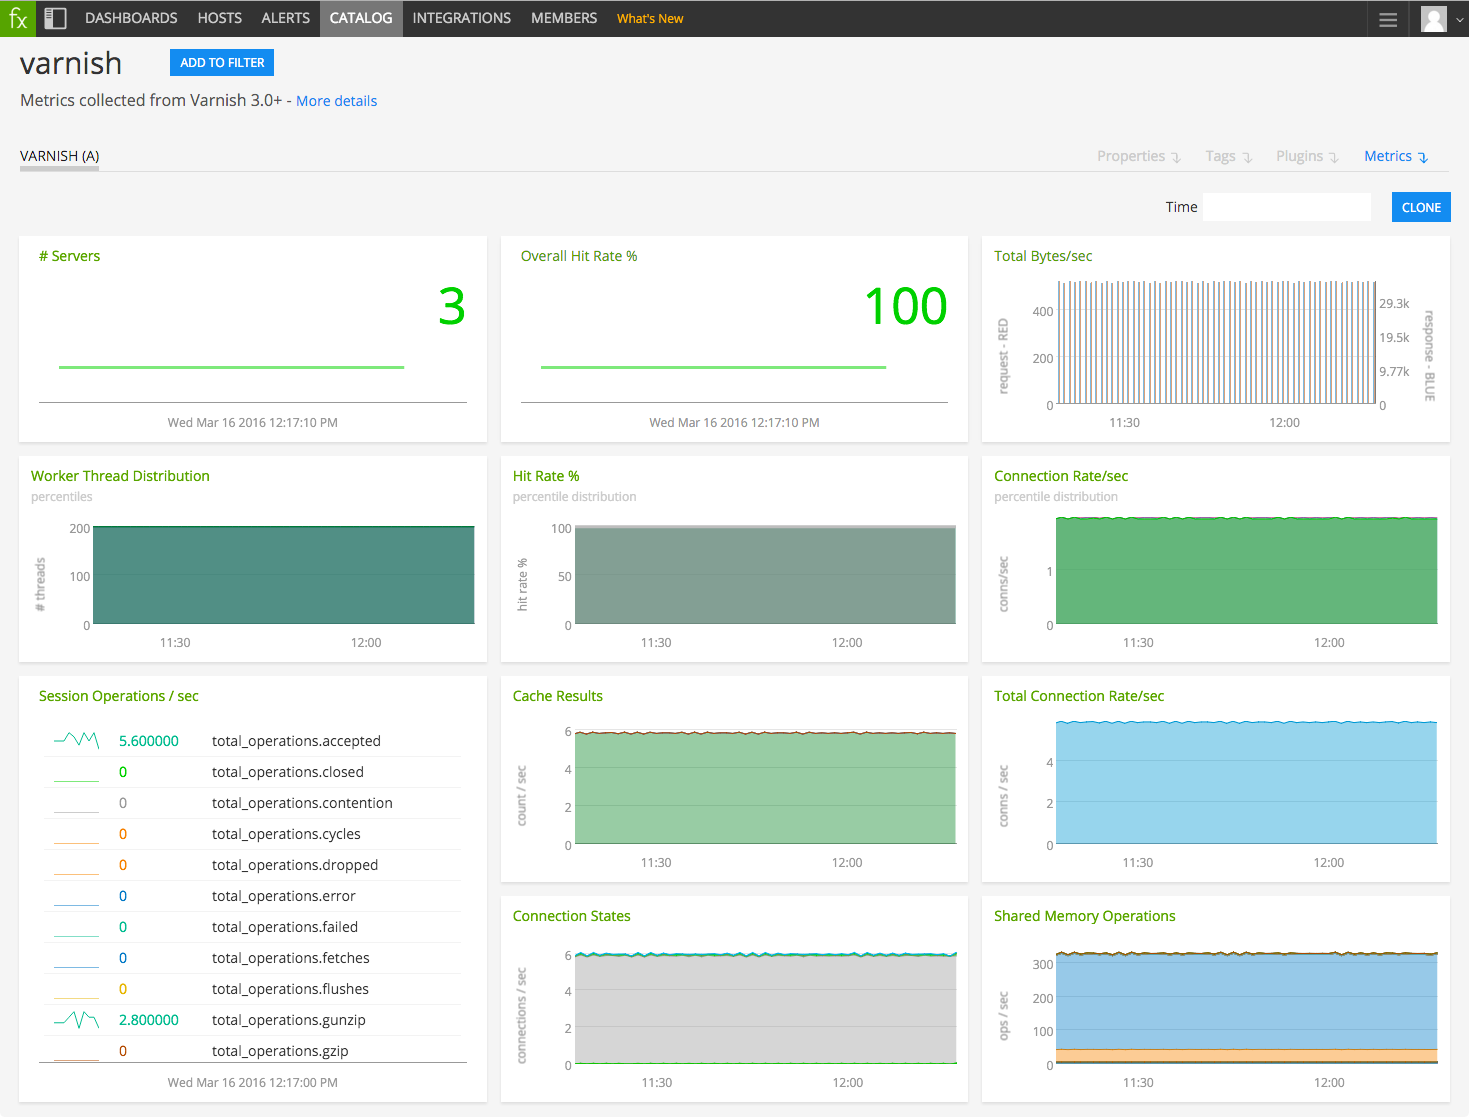 fx DASHBOARDS HOSTS ALERTS CATALOG INTEGRATIONS MEMBERS What's New
varnish ADD TO FILTER
Metrics collected from Varnish 3.0+ - More details
VARNISH (A) Properties Tags Plugins Metrics
Time CLONE
# Servers
3
Wed Mar 16 2016 12:17:10 PM
Overall Hit Rate %
100
Wed Mar 16 2016 12:17:10 PM
Total Bytes/sec
request - RED
400
200
0
29.3k
19.5k
9.77k
0
response - BLUE
11:30 12:00
Worker Thread Distribution
percentiles
# threads
200
100
0
11:30 12:00
Hit Rate %
percentile distribution
hit rate %
100
50
0
11:30 12:00
Connection Rate/sec
percentile distribution
conns/sec
1
0
11:30 12:00
Session Operations / sec
5.600000 total_operations.accepted
0 total_operations.closed
0 total_operations.contention
0 total_operations.cycles
0 total_operations.dropped
0 total_operations.error
0 total_operations.failed
0 total_operations.fetches
0 total_operations.flushes
2.800000 total_operations.gunzip
0 total_operations.gzip
Wed Mar 16 2016 12:17:00 PM
Cache Results
count / sec
6
4
2
0
11:30 12:00
Total Connection Rate/sec
conns / sec
4
2
0
11:30 12:00
Connection States
connections / sec
6
4
2
0
11:30 12:00
Shared Memory Operations
ops / sec
300
200
100
0
11:30 12:00